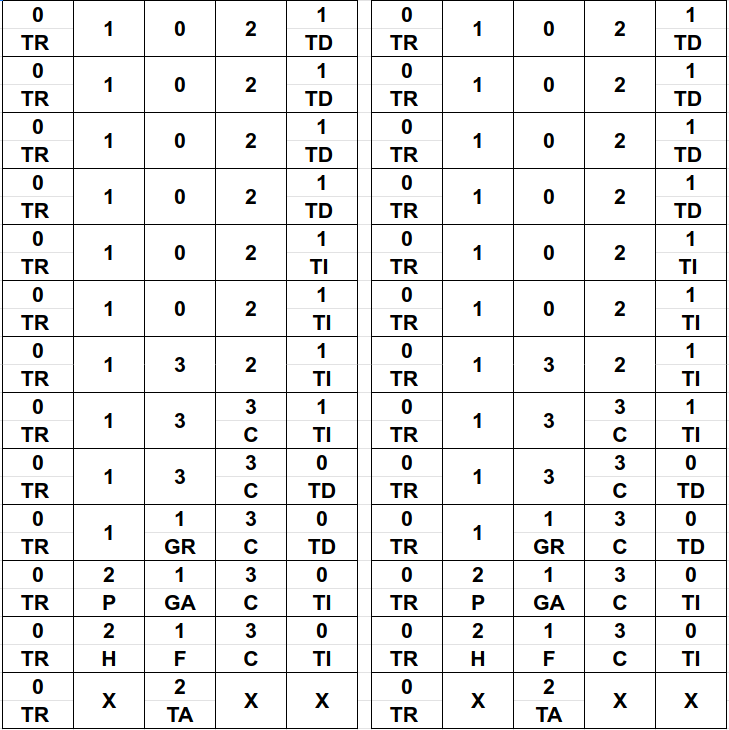 0 1 0 2 1 0 1 0 2 1
TR TD TR TD
0 1 0 2 1 0 1 0 2 1
TR TD TR TD
0 1 0 2 1 0 1 0 2 1
TR TD TR TD
0 1 0 2 1 0 1 0 2 1
TR TD TR TD
0 1 0 2 1 0 1 0 2 1
TR TI TR TI
0 1 0 2 1 0 1 0 2 1
TR TI TR TI
0 1 3 2 1 0 1 3 2 1
TR TI TR TI
0 1 3 3 1 0 1 3 3 1
TR C TI TR C TI
0 1 3 3 0 0 1 3 3 0
TR C TD TR C TD
0 1 1 3 0 0 1 1 3 0
TR GR C TD TR GR C TD
0 2 1 3 0 0 2 1 3 0
TR P GA C TI TR P GA C TI
0 2 1 3 0 0 2 1 3 0
TR H F C TI TR H F C TI
0 X 2 X X 0 X 2 X X
TR TA TR TA